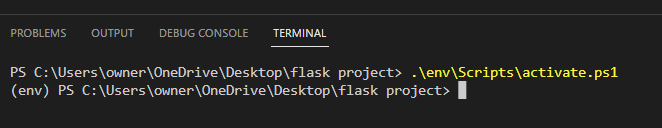 PROBLEMS OUTPUT DEBUG CONSOLE TERMINAL
PS C:\Users\owner\OneDrive\Desktop\flask project> .\env\Scripts\activate.ps1
(env) PS C:\Users\owner\OneDrive\Desktop\flask project>